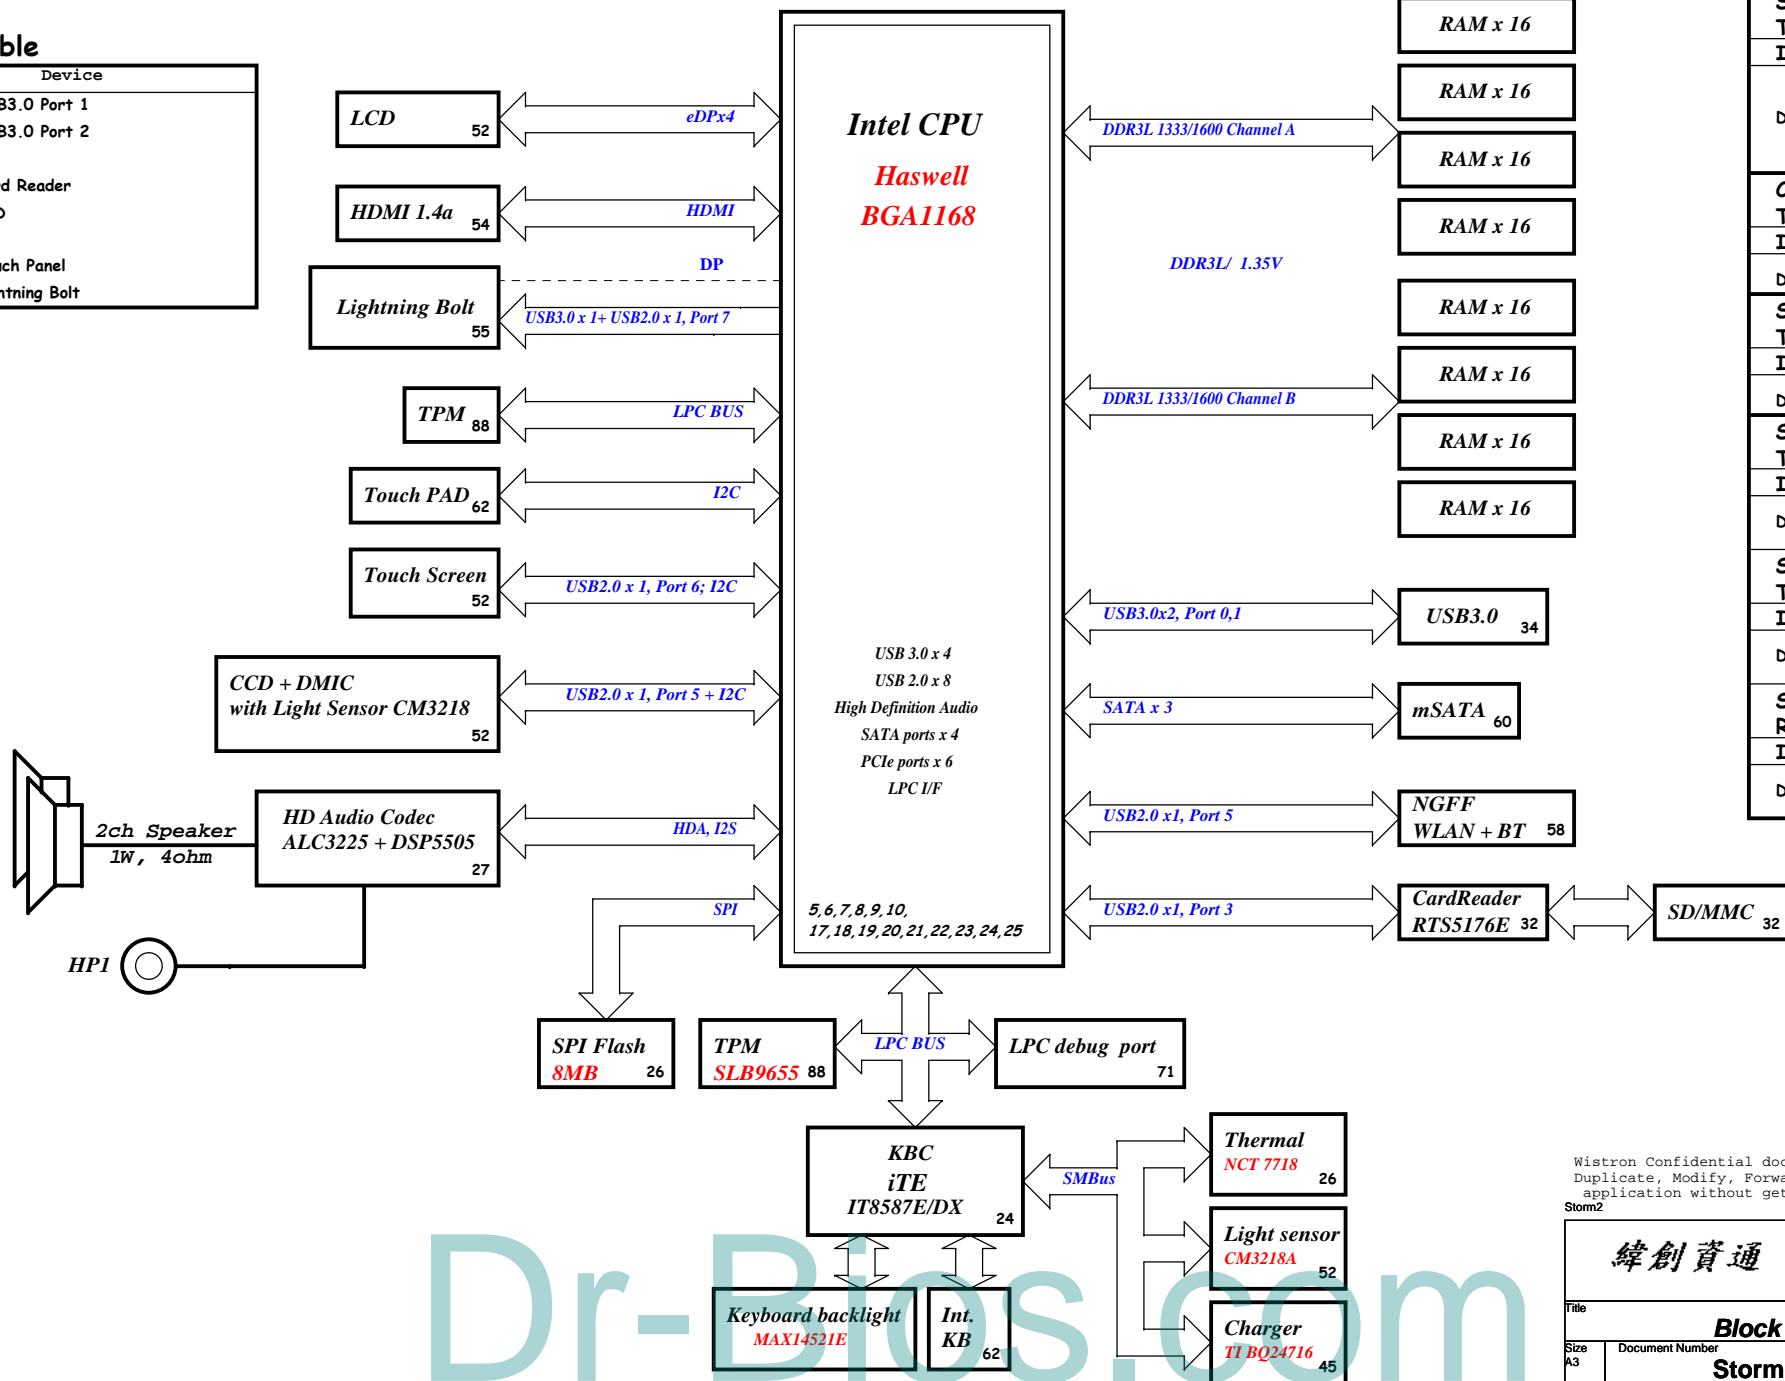 ble
Device
B3.0 Port 1
B3.0 Port 2
d Reader
ch Panel
ntning Bolt
LCD
52
eDPx4
HDMI 1.4a
54
HDMI
DP
Lightning Bolt
55
USB3.0 x 1+ USB2.0 x 1, Port 7
TPM
88
LPC BUS
Touch PAD
62
I2C
Touch Screen
52
USB2.0 x 1, Port 6; I2C
CCD + DMIC
with Light Sensor CM3218
52
USB2.0 x 1, Port 5 + I2C
2ch Speaker
1W, 4ohm
HD Audio Codec
ALC3225 + DSP5505
27
HDA, I2S
HP1
SPI
Intel CPU
Haswell
BGA1168
USB 3.0 x 4
USB 2.0 x 8
High Definition Audio
SATA ports x 4
PCIe ports x 6
LPC I/F
5,6,7,8,9,10,
17,18,19,20,21,22,23,24,25
RAM x 16
RAM x 16
DDR3L 1333/1600 Channel A
RAM x 16
RAM x 16
DDR3L/ 1.35V
RAM x 16
RAM x 16
DDR3L 1333/1600 Channel B
RAM x 16
RAM x 16
USB3.0x2, Port 0,1
USB3.0
34
SATA x 3
mSATA
60
USB2.0 x1, Port 5
NGFF
WLAN + BT
58
USB2.0 x1, Port 3
CardReader
RTS5176E
32
SD/MMC
32
SPI Flash
8MB
26
TPM
SLB9655
88
LPC BUS
LPC debug port
71
KBC
iTE
IT8587E/DX
24
SMBus
Thermal
NCT 7718
26
Light sensor
CM3218A
52
Charger
TI BQ24716
45
Keyboard backlight
MAX14521E
Int.
KB
62
Dr-Bios.com
Wistron Confidential doc
Duplicate, Modify, Forwa
application without get
Storm2
緯創資通
Title
Block
Size
A3
Document Number
Storm